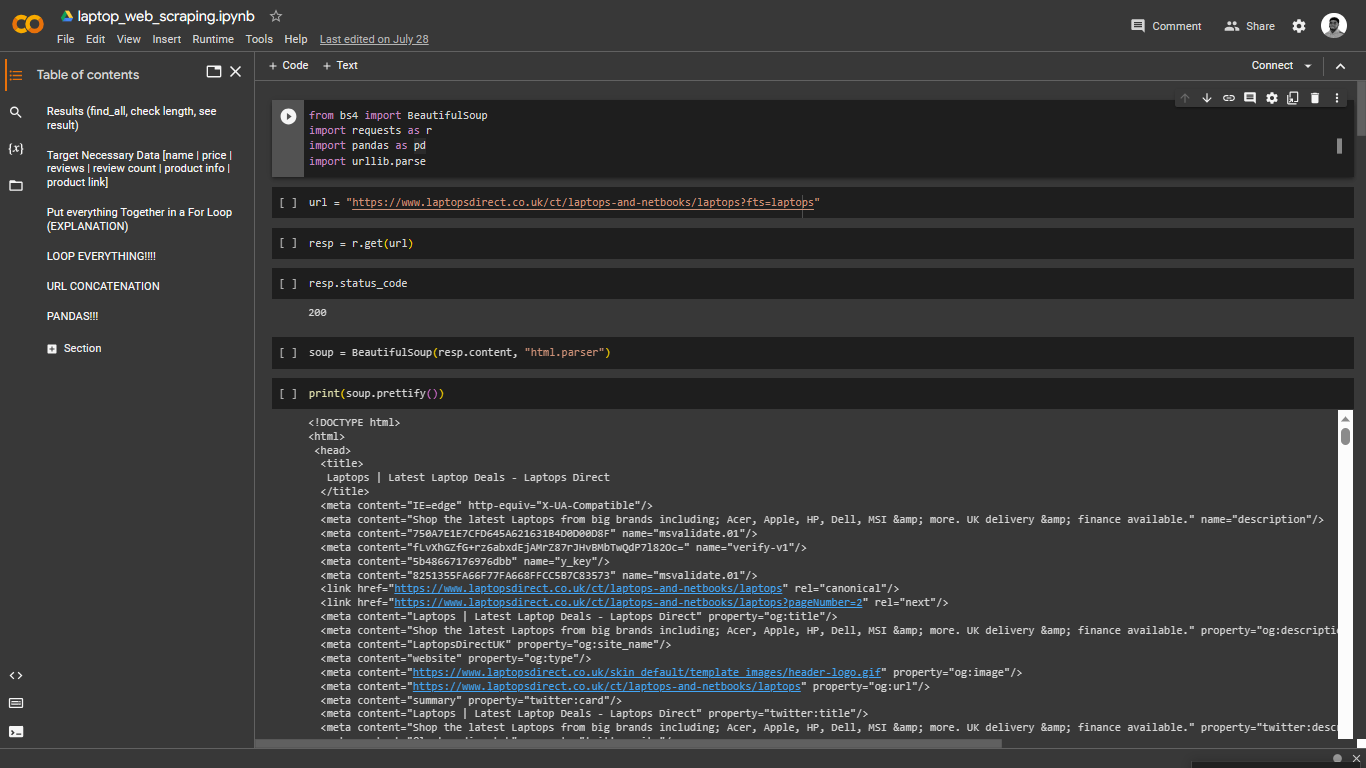 laptop_web_scraping.ipynb
File Edit View Insert Runtime Tools Help Last edited on July 28
Comment
Share
Table of contents
+ Code + Text
Connect
Results (find_all, check length, see
result)
Target Necessary Data [name | price |
reviews | review count | product info |
product link]
Put everything Together in a For Loop
(EXPLANATION)
LOOP EVERYTHING!!!!
URL CONCATENATION
PANDAS!!!
Section
{x}
<>
from bs4 import BeautifulSoup
import requests as r
import pandas as pd
import urllib.parse
[ ] url = "https://www.laptopsdirect.co.uk/ct/laptops-and-netbooks/laptops?fts=laptops"
[ ] resp = r.get(url)
[ ] resp.status_code
200
[ ] soup = BeautifulSoup(resp.content, "html.parser")
[ ] print(soup.prettify())
<!DOCTYPE html>
<html>
<head>
<title>
Laptops | Latest Laptop Deals - Laptops Direct
</title>
<meta content="IE=edge" http-equiv="X-UA-Compatible"/>
<meta content="Shop the latest Laptops from big brands including; Acer, Apple, HP, Dell, MSI &amp; more. UK delivery &amp; finance available." name="description"/>
<meta content="750A7E1E7CFD645A621631B4D0D00D8F" name="msvalidate.01"/>
<meta content="fLvXhGZfG+rz6abxdEjAMrZ87rJHvBMbTwQdP7l82Oc=" name="verify-v1"/>
<meta content="5b48667176976dbb" name="y_key"/>
<meta content="8251355FA66F77FA668FFCC5B7C83573" name="msvalidate.01"/>
<link href="https://www.laptopsdirect.co.uk/ct/laptops-and-netbooks/laptops" rel="canonical"/>
<link href="https://www.laptopsdirect.co.uk/ct/laptops-and-netbooks/laptops?pageNumber=2" rel="next"/>
<meta content="Laptops | Latest Laptop Deals - Laptops Direct" property="og:title"/>
<meta content="Shop the latest Laptops from big brands including; Acer, Apple, HP, Dell, MSI &amp; more. UK delivery &amp; finance available." property="og:descriptio
<meta content="LaptopsDirectUK" property="og:site_name"/>
<meta content="website" property="og:type"/>
<meta content="https://www.laptopsdirect.co.uk/skin_default/template_images/header-logo.gif" property="og:image"/>
<meta content="https://www.laptopsdirect.co.uk/ct/laptops-and-netbooks/laptops" property="og:url"/>
<meta content="summary" property="twitter:card"/>
<meta content="Laptops | Latest Laptop Deals - Laptops Direct" property="twitter:title"/>
<meta content="Shop the latest Laptops from big brands including; Acer, Apple, HP, Dell, MSI &amp; more. UK delivery &amp; finance available." property="twitter:desc